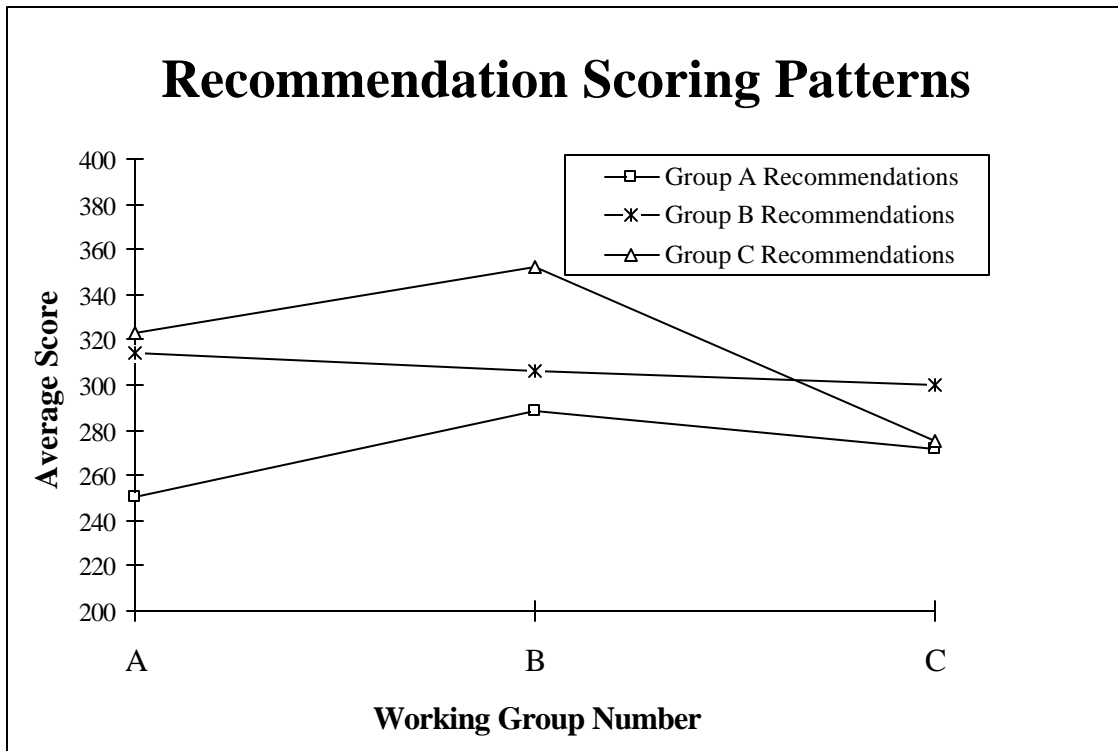 Recommendation Scoring Patterns
400
380
360
340
320
300
280
260
240
220
200
Average Score
Group A Recommendations
Group B Recommendations
Group C Recommendations
A B C
Working Group Number